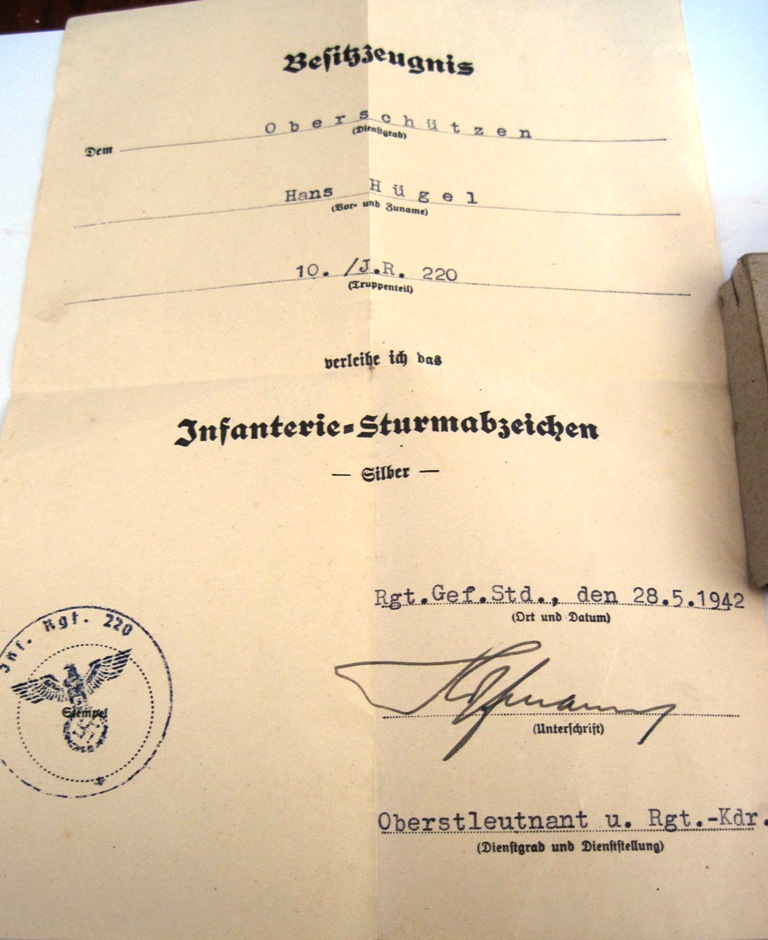 Besitzzeugnis
Dem Oberschützen
(Dienstgrad)
Hans Hügel
(Vor- und Zuname)
10. /J.R. 220
(Truppenteil)
verleihe ich das
Infanterie-Sturmabzeichen
— Silber —
Rgt.Gef.Std., den 28.5.1942
(Ort und Datum)
(Unterschrift)
Inf. Rgt. 220
Stempel
Oberstleutnant u. Rgt.-Kdr.
(Dienstgrad und Dienststellung)